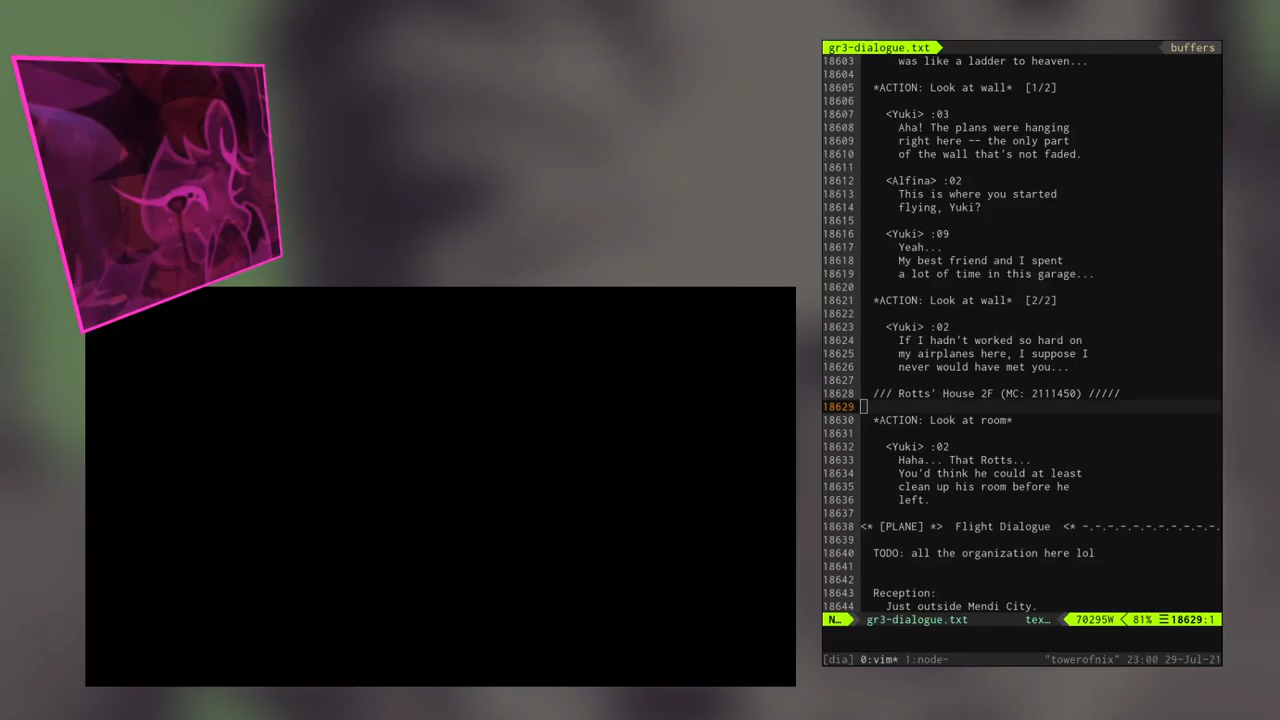 gr3-dialogue.txt buffers
18603 was like a ladder to heaven...
18604
18605 *ACTION: Look at wall* [1/2]
18606
18607 <Yuki> :03
18608 Aha! The plans were hanging
18609 right here -- the only part
18610 of the wall that's not faded.
18611
18612 <Alfina> :02
18613 This is where you started
18614 flying, Yuki?
18615
18616 <Yuki> :09
18617 Yeah...
18618 My best friend and I spent
18619 a lot of time in this garage...
18620
18621 *ACTION: Look at wall* [2/2]
18622
18623 <Yuki> :02
18624 If I hadn't worked so hard on
18625 my airplanes here, I suppose I
18626 never would have met you...
18627
18628 /// Rotts' House 2F (MC: 2111450) /////
18629
18630 *ACTION: Look at room*
18631
18632 <Yuki> :02
18633 Haha... That Rotts...
18634 You'd think he could at least
18635 clean up his room before he
18636 left.
18637
18638 <* [PLANE] *> Flight Dialogue <* -.-.-.-.-.-.-.-.-.-.-.
18639
18640 TODO: all the organization here lol
18641
18642
18643 Reception:
18644 Just outside Mendi City.
N… gr3-dialogue.txt tex… 70295W 81% ☰18629:1
[dia] 0:vim* 1:node- "towerofnix" 23:00 29-Jul-21